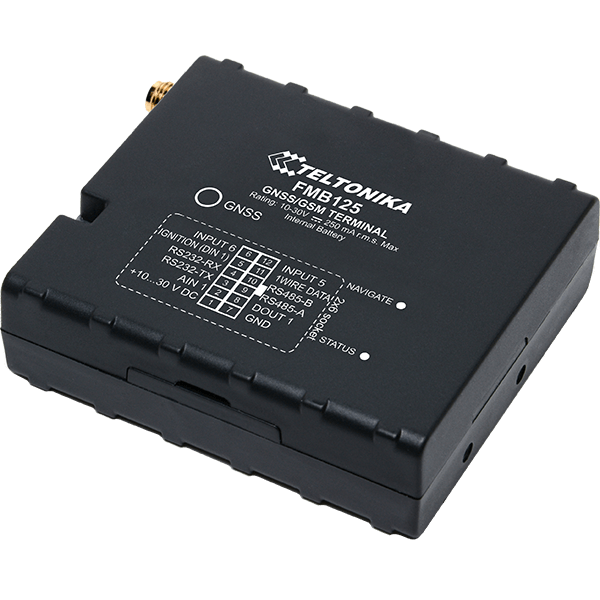 TELTONIKA
FMB125
GNSS/GSM TERMINAL
Rating: 10-30V ⎓ 250 mA r.m.s. Max
Internal Battery
GNSS
INPUT 6 6 12 INPUT 5
IGNITION (DIN 1) 5 11 1WIRE DATA
RS232-RX 4 10 RS485-B
RS232-TX 3 9 RS485-A
AIN 1 2 8 DOUT 1
+10...30 V DC 1 7 GND
2x6 socket
NAVIGATE
STATUS